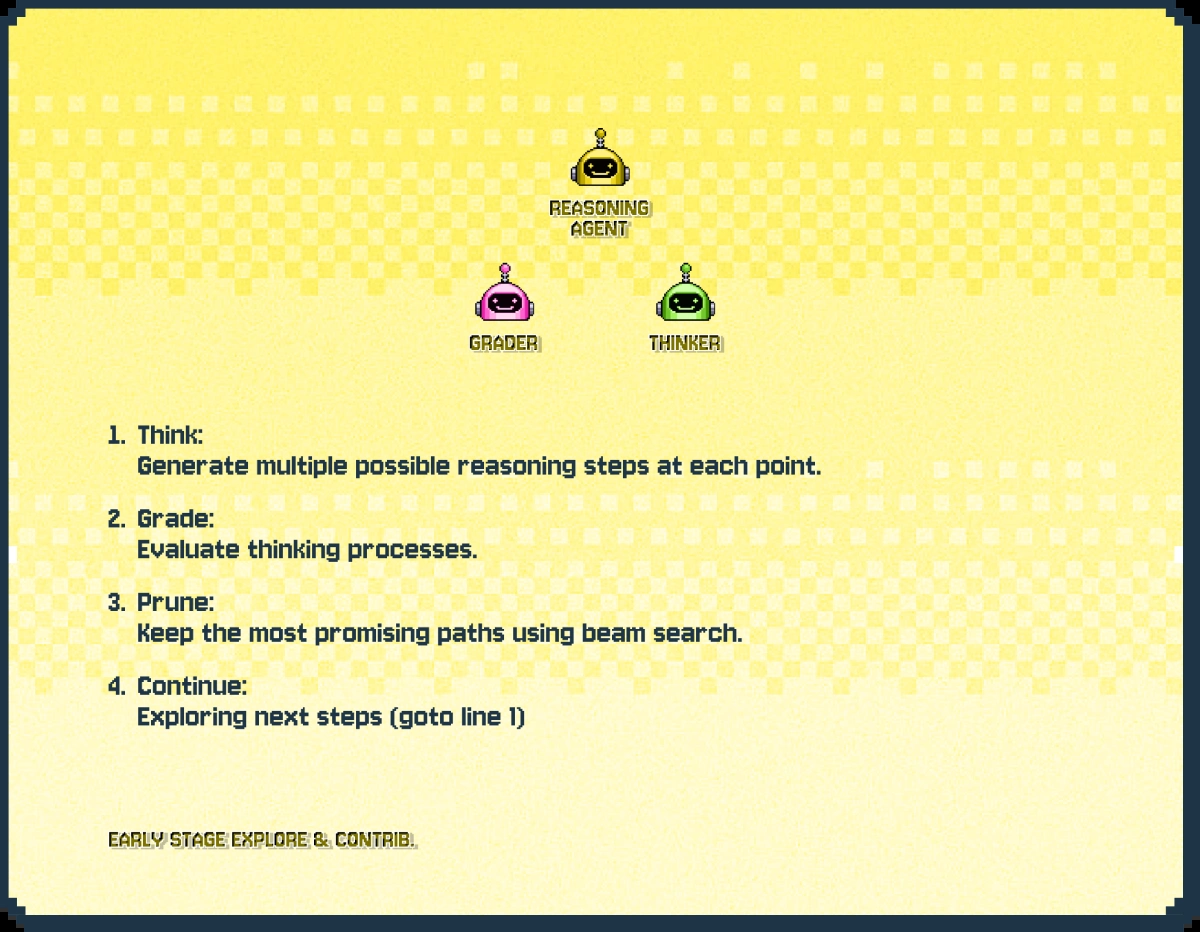 REASONING
AGENT
GRADER
THINKER
1. Think:
Generate multiple possible reasoning steps at each point.
2. Grade:
Evaluate thinking processes.
3. Prune:
Keep the most promising paths using beam search.
4. Continue:
Exploring next steps (goto line 1)
EARLY STAGE EXPLORE & CONTRIB.